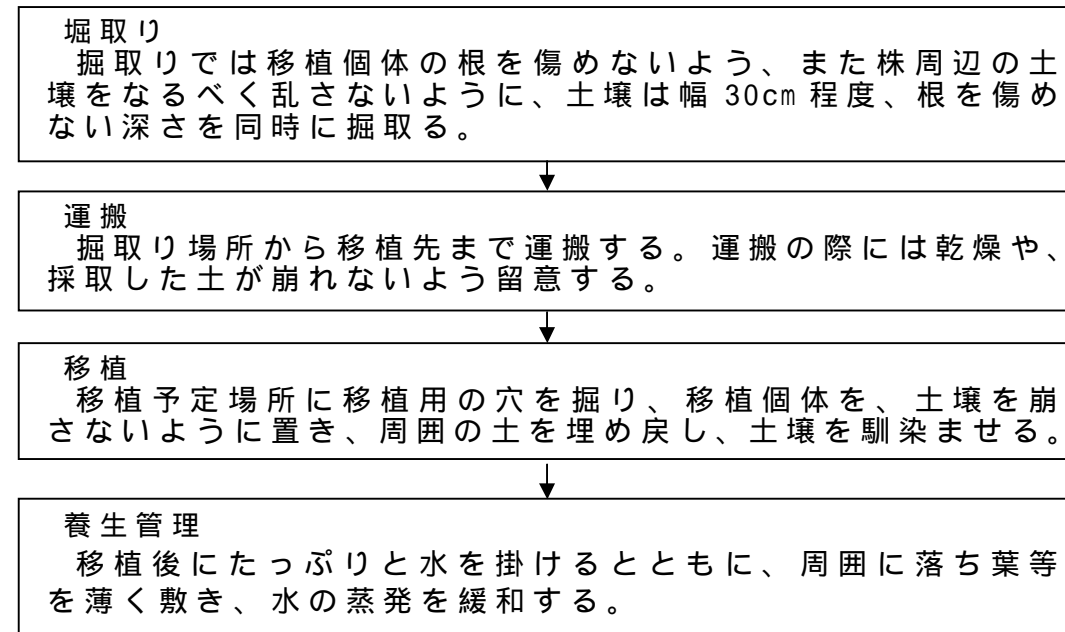 堀取り
掘取りでは移植個体の根を傷めないよう、また株周辺の土
壌をなるべく乱さないように、土壌は幅 30cm 程度、根を傷め
ない深さを同時に掘取る。
運搬
掘取り場所から移植先まで運搬する。運搬の際には乾燥や、
採取した土が崩れないよう留意する。
移植
移植予定場所に移植用の穴を掘り、移植個体を、土壌を崩
さないように置き、周囲の土を埋め戻し、土壌を馴染ませる。
養生管理
移植後にたっぷりと水を掛けるとともに、周囲に落ち葉等
を薄く敷き、水の蒸発を緩和する。